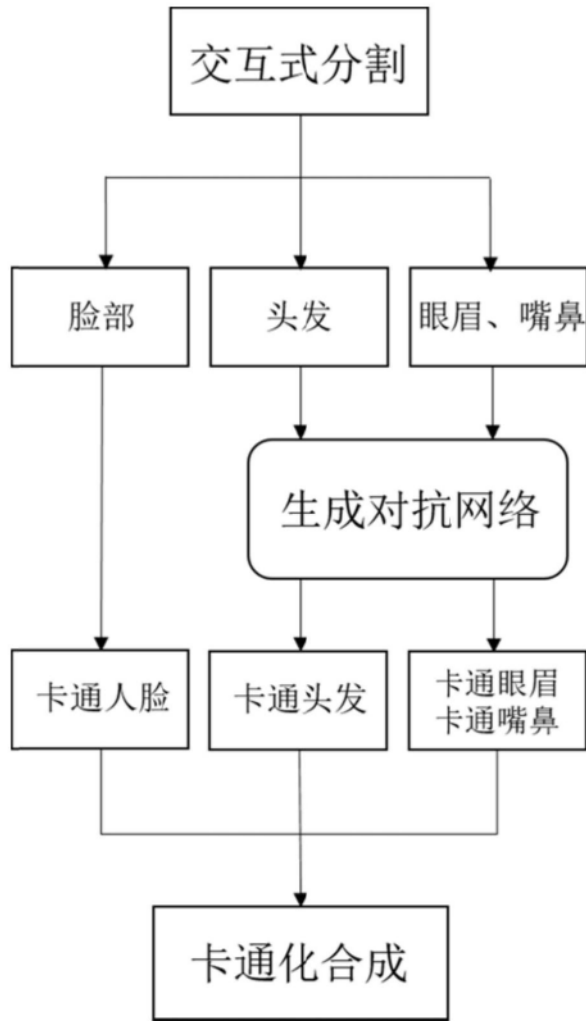 交互式分割
脸部
头发
眼眉、嘴鼻
生成对抗网络
卡通人脸
卡通头发
卡通眼眉
卡通嘴鼻
卡通化合成